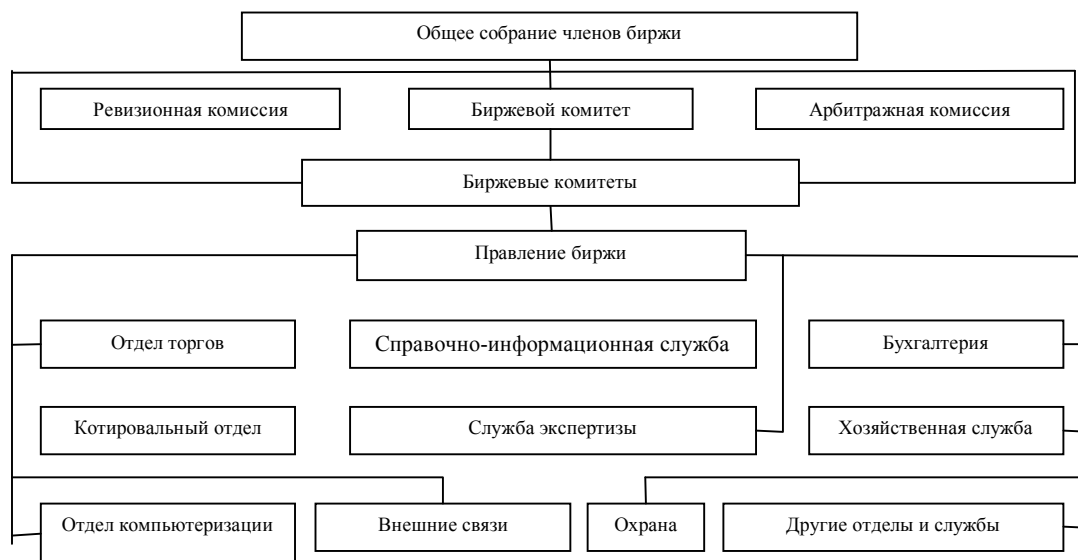 Общее собрание членов биржи
Ревизионная комиссия
Биржевой комитет
Арбитражная комиссия
Биржевые комитеты
Правление биржи
Отдел торгов
Справочно-информационная служба
Бухгалтерия
Котировальный отдел
Служба экспертизы
Хозяйственная служба
Отдел компьютеризации
Внешние связи
Охрана
Другие отделы и службы